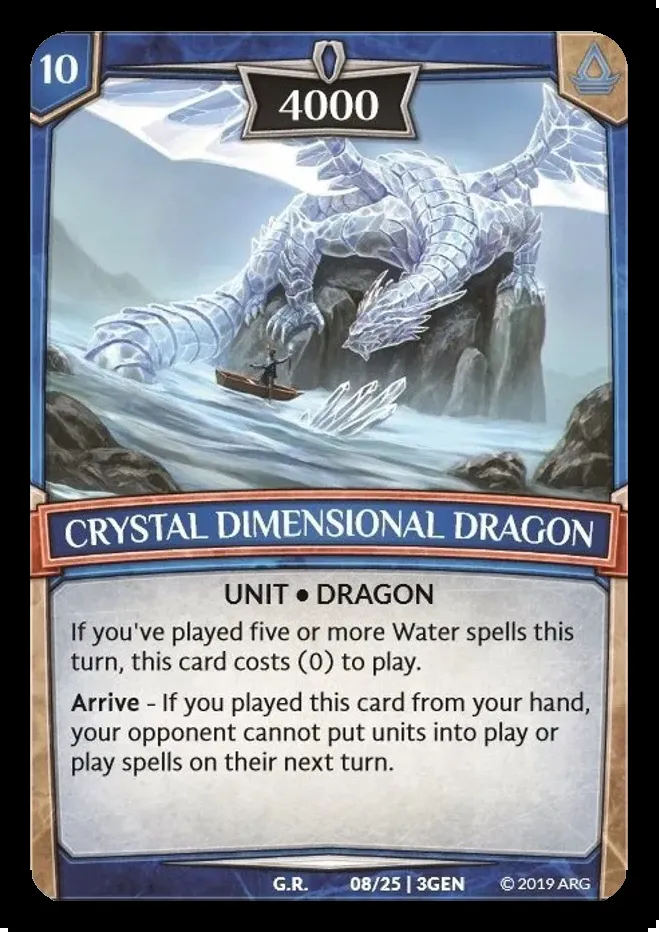 10
4000
CRYSTAL DIMENSIONAL DRAGON
UNIT • DRAGON
If you've played five or more Water spells this
turn, this card costs (0) to play.
Arrive - If you played this card from your hand,
your opponent cannot put units into play or
play spells on their next turn.
G.R. 08/25 | 3GEN © 2019 ARG